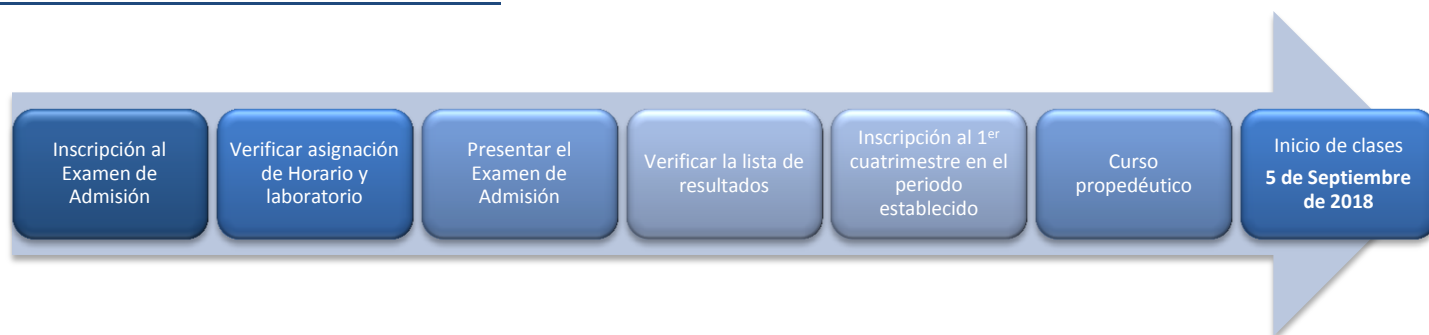 Inscripción al
Examen de
Admisión
Verificar asignación
de Horario y
laboratorio
Presentar el
Examen de
Admisión
Verificar la lista de
resultados
Inscripción al 1er
cuatrimestre en el
periodo
establecido
Curso
propedéutico
Inicio de clases
5 de Septiembre
de 2018